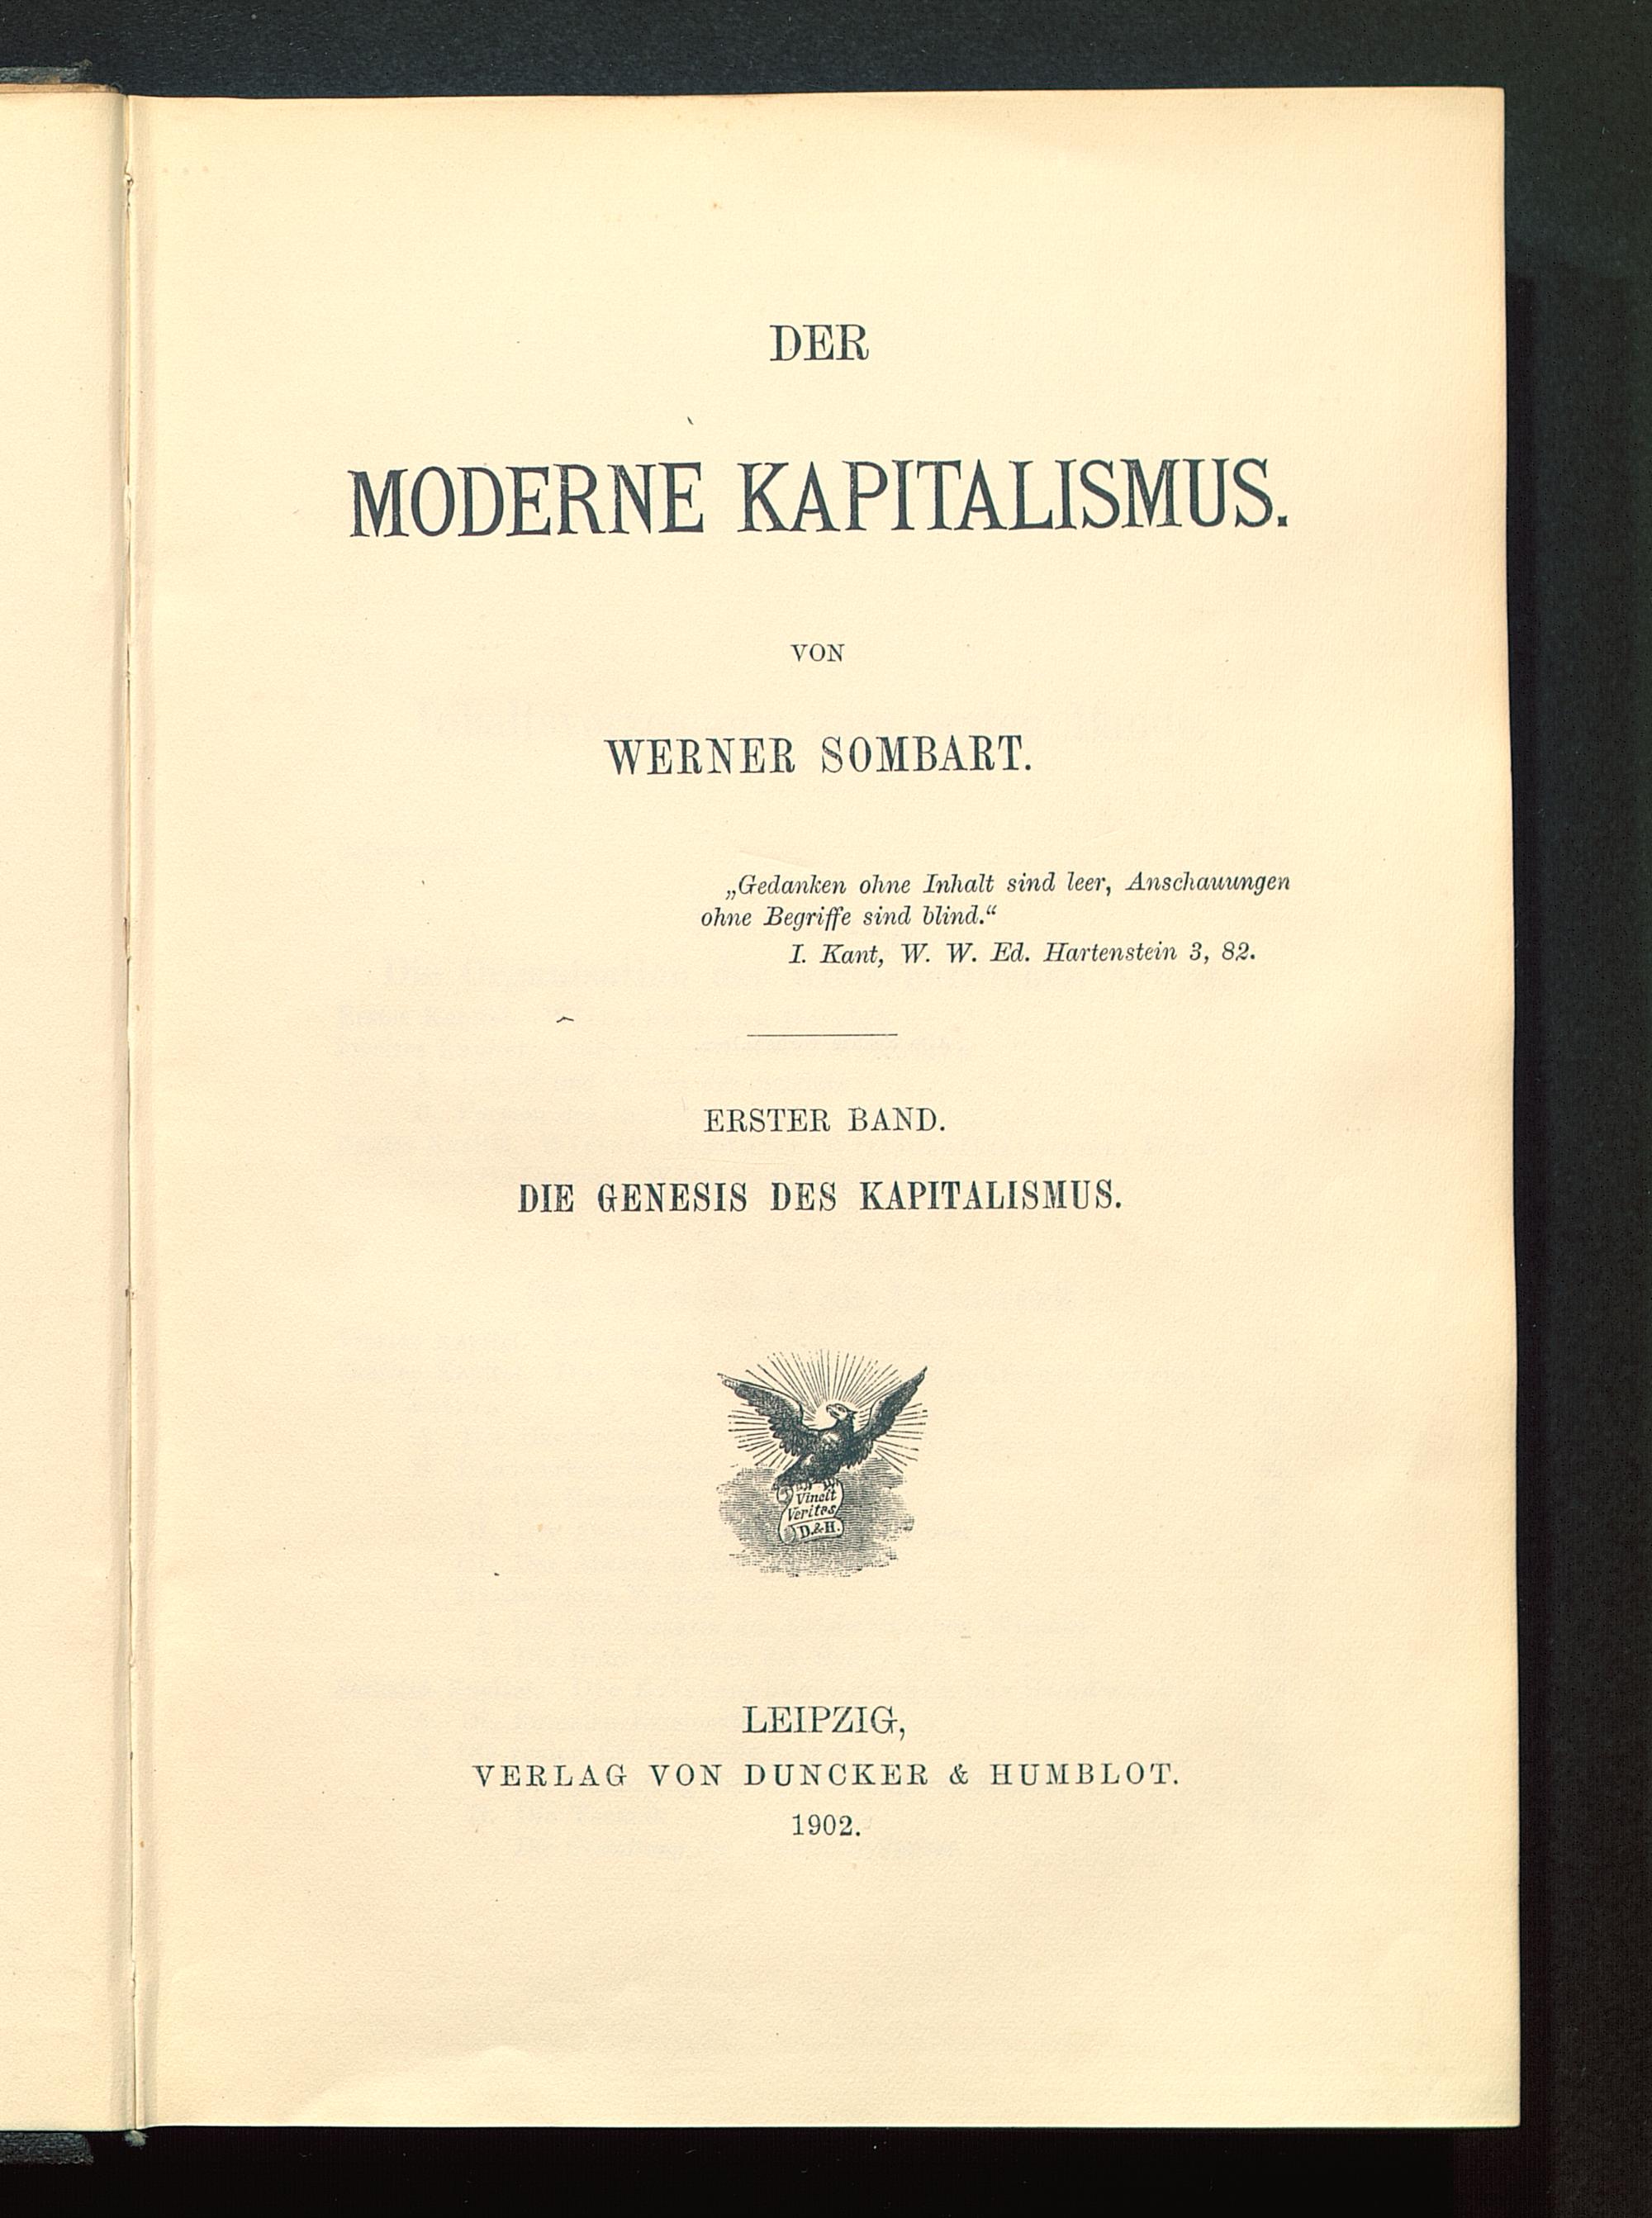 DER
MODERNE KAPITALISMUS.
VON
WERNER SOMBART.
„Gedanken ohne Inhalt sind leer, Anschauungen
ohne Begriffe sind blind.“
I. Kant, W. W. Ed. Hartenstein 3, 82.
ERSTER BAND.
DIE GENESIS DES KAPITALISMUS.
Vincit
Veritas
D.&H.
LEIPZIG,
VERLAG VON DUNCKER & HUMBLOT.
1902.